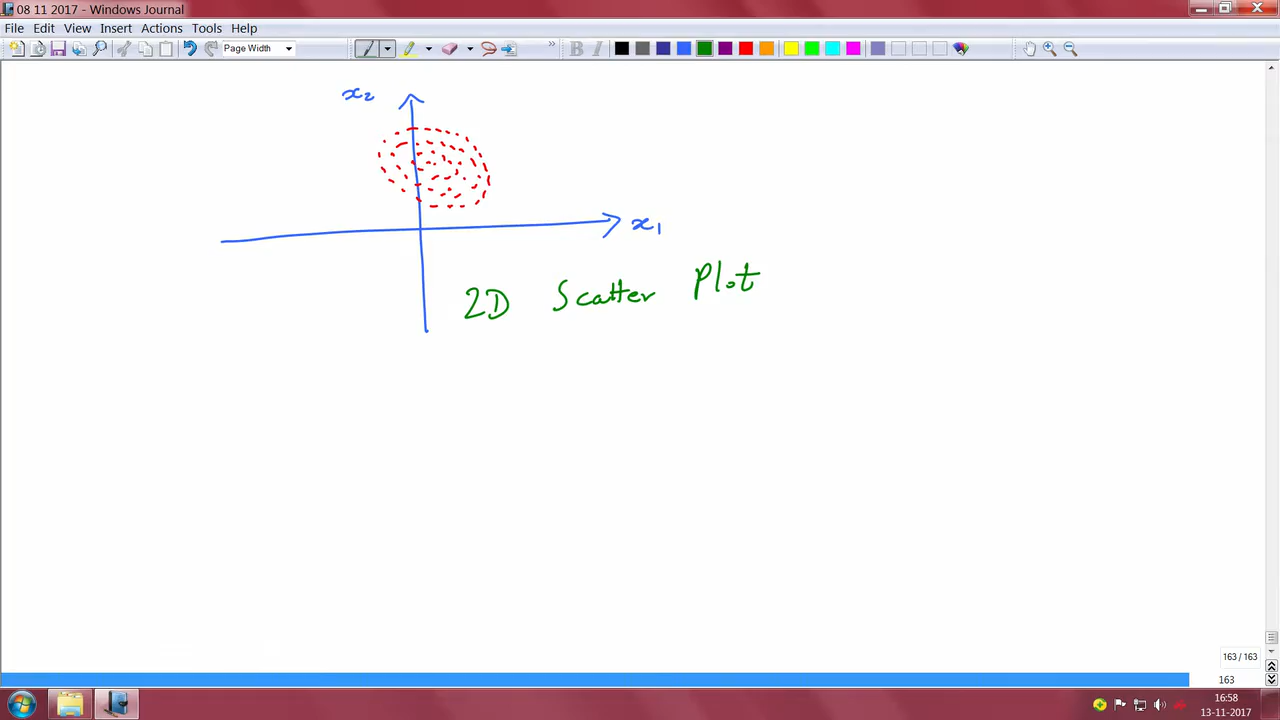 08 11 2017 - Windows Journal
File Edit View Insert Actions Tools Help
Page Width
B I
x₂
x₁
2D Scatter Plot
163 / 163
163
16:58
13-11-2017